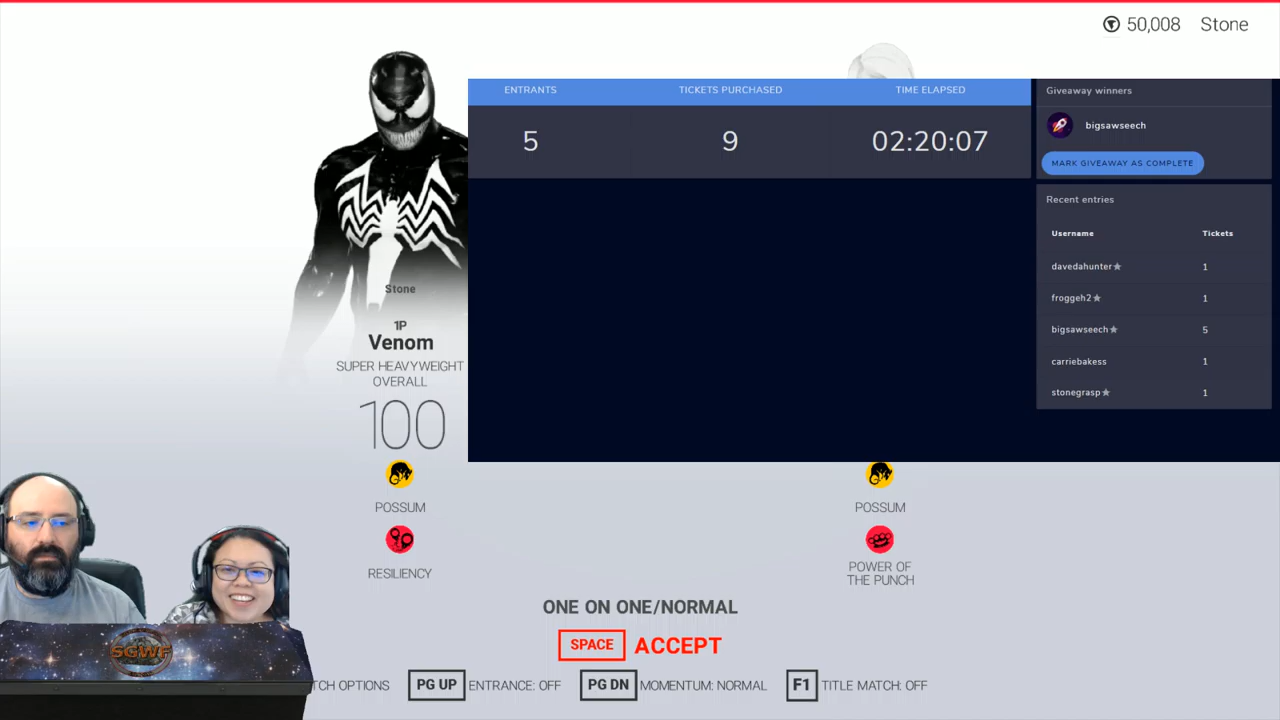 50,008 Stone
ENTRANTS TICKETS PURCHASED TIME ELAPSED
5 9 02:20:07
Giveaway winners
bigsawseech
MARK GIVEAWAY AS COMPLETE
Recent entries
Username Tickets
davedahunter★ 1
froggeh2★ 1
bigsawseech★ 5
carriebakess 1
stonegrasp★ 1
Stone
1P
Venom
SUPER HEAVYWEIGHT
OVERALL
100
POSSUM
RESILIENCY
POSSUM
POWER OF
THE PUNCH
ONE ON ONE/NORMAL
SPACE ACCEPT
TCH OPTIONS PG UP ENTRANCE: OFF PG DN MOMENTUM: NORMAL F1 TITLE MATCH: OFF
SGWF